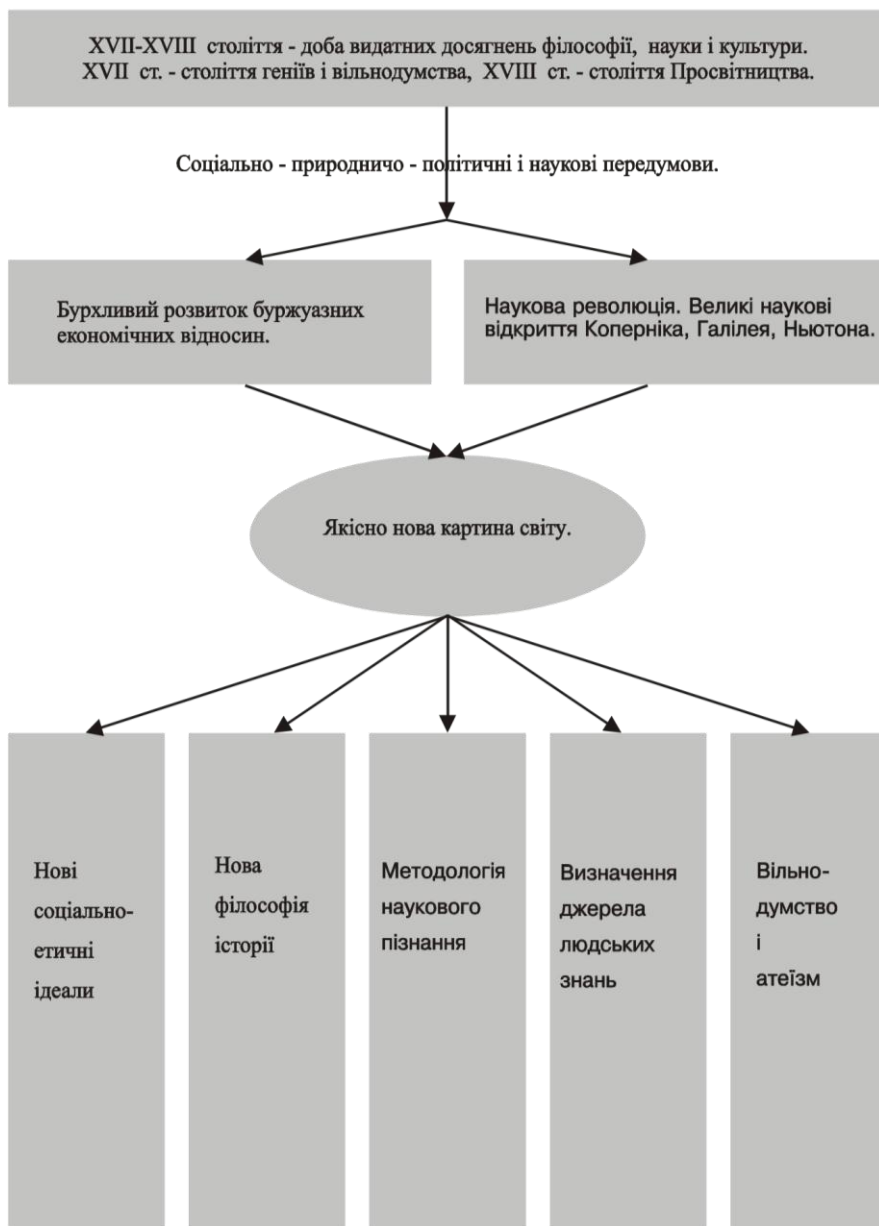 XVII-XVIII століття - доба видатних досягнень філософії, науки і культури.
XVII ст. - століття геніїв і вільнодумства, XVIII ст. - століття Просвітництва.
Соціально - природничо - політичні і наукові передумови.
Бурхливий розвиток буржуазних
економічних відносин.
Наукова революція. Великі наукові
відкриття Коперніка, Галілея, Ньютона.
Якісно нова картина світу.
Нові
соціально-
етичні
ідеали
Нова
філософія
історії
Методологія
наукового
пізнання
Визначення
джерела
людських
знань
Вільно-
думство
і
атеїзм